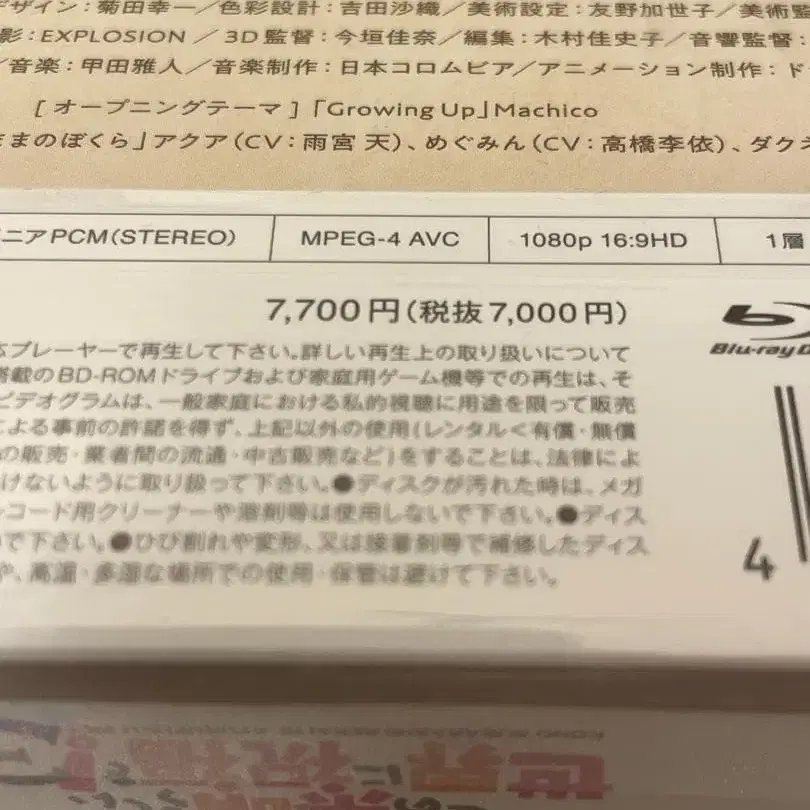 デザイン：菊田幸一／色彩設計：吉田沙織／美術設定：友野加世子／美術監
影：EXPLOSION／3D監督：今垣佳奈／編集：木村佳史子／音響監督：
／音楽：甲田雅人／音楽制作：日本コロムビア／アニメーション制作：ド
[オープニングテーマ]「Growing Up」Machico
ままのぼくら」アクア(CV：雨宮 天)、めぐみん(CV：高橋李依)、ダクネ
ニアPCM(STEREO) MPEG-4 AVC 1080p 16:9HD 1層
7,700円(税抜7,000円)
Blu-ray D
応プレーヤーで再生して下さい。詳しい再生上の取り扱いについて
搭載のBD-ROMドライブおよび家庭用ゲーム機等での再生は、そ
ビデオグラムは、一般家庭における私的視聴に用途を限って販売
による事前の許諾を得ず、上記以外の使用(レンタル<有償・無償
の販売・業者間の流通・中古販売など)をすることは、法律によ
けないように取り扱って下さい。●ディスクが汚れた時は、メガ
レコード用クリーナーや溶剤等は使用しないで下さい。●ディス
で下さい。●ひび割れや変形、又は接着剤等で補修したディス
や、高温・多湿な場所での使用・保管は避けて下さい。
4
世界に祝福